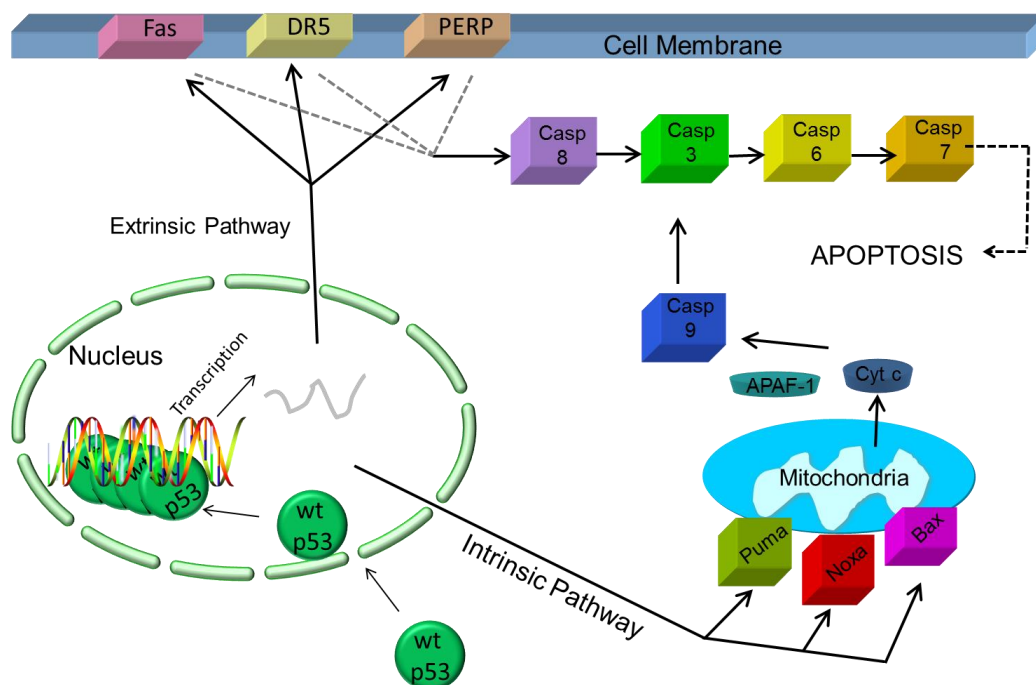 Fas
DR5
PERP
Cell Membrane
Casp
8
Casp
3
Casp
6
Casp
7
Extrinsic Pathway
APOPTOSIS
Casp
9
Nucleus
Transcription
APAF-1
Cyt c
Mitochondria
wt
p53
wt
p53
Puma
Noxa
Bax
Intrinsic Pathway
wt
p53